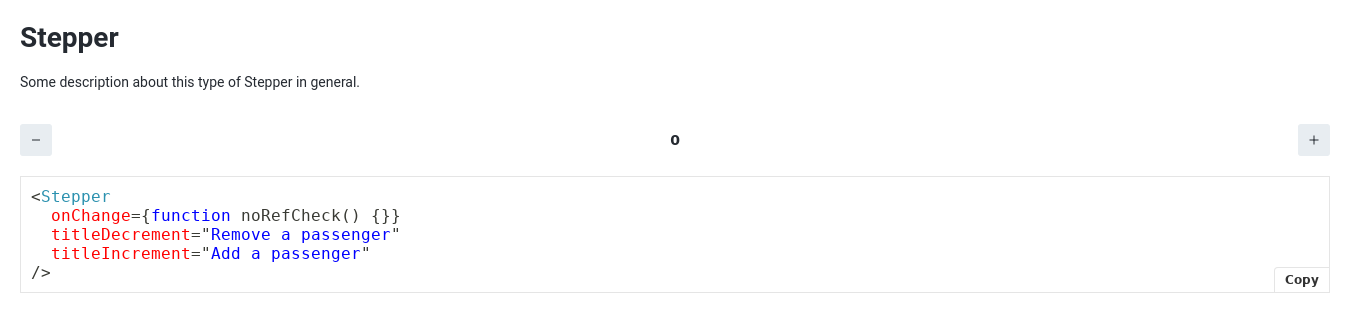 Stepper
Some description about this type of Stepper in general.
− 0 +
<Stepper
  onChange={function noRefCheck() {}}
  titleDecrement="Remove a passenger"
  titleIncrement="Add a passenger"
/>
Copy